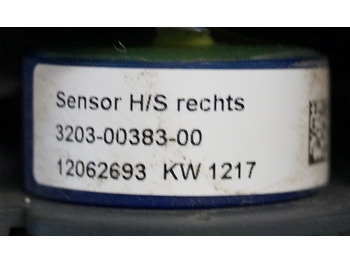 Sensor H/S rechts
3203-00383-00
12062693 KW 1217